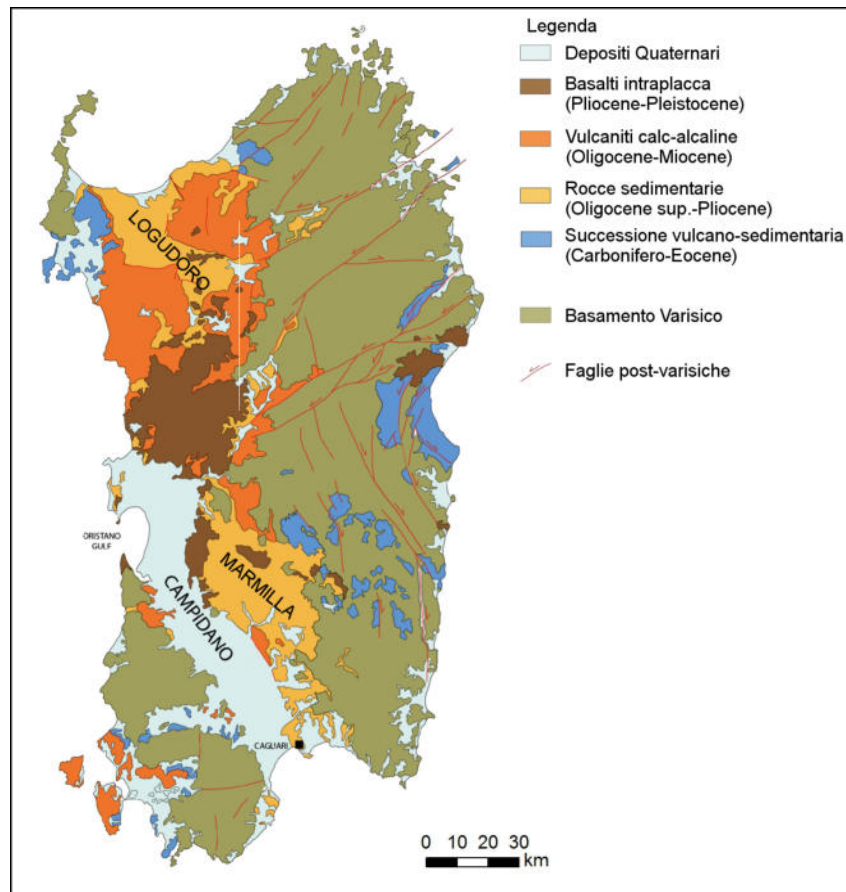 Legenda
Depositi Quaternari
Basalti intraplacca
(Pliocene-Pleistocene)
Vulcaniti calc-alcaline
(Oligocene-Miocene)
Rocce sedimentarie
(Oligocene sup.-Pliocene)
Successione vulcano-sedimentaria
(Carbonifero-Eocene)
Basamento Varisico
Faglie post-varisiche
LOGUDORO
ORISTANO
GULF
CAMPIDANO
MARMILLA
CAGLIARI
0 10 20 30
km